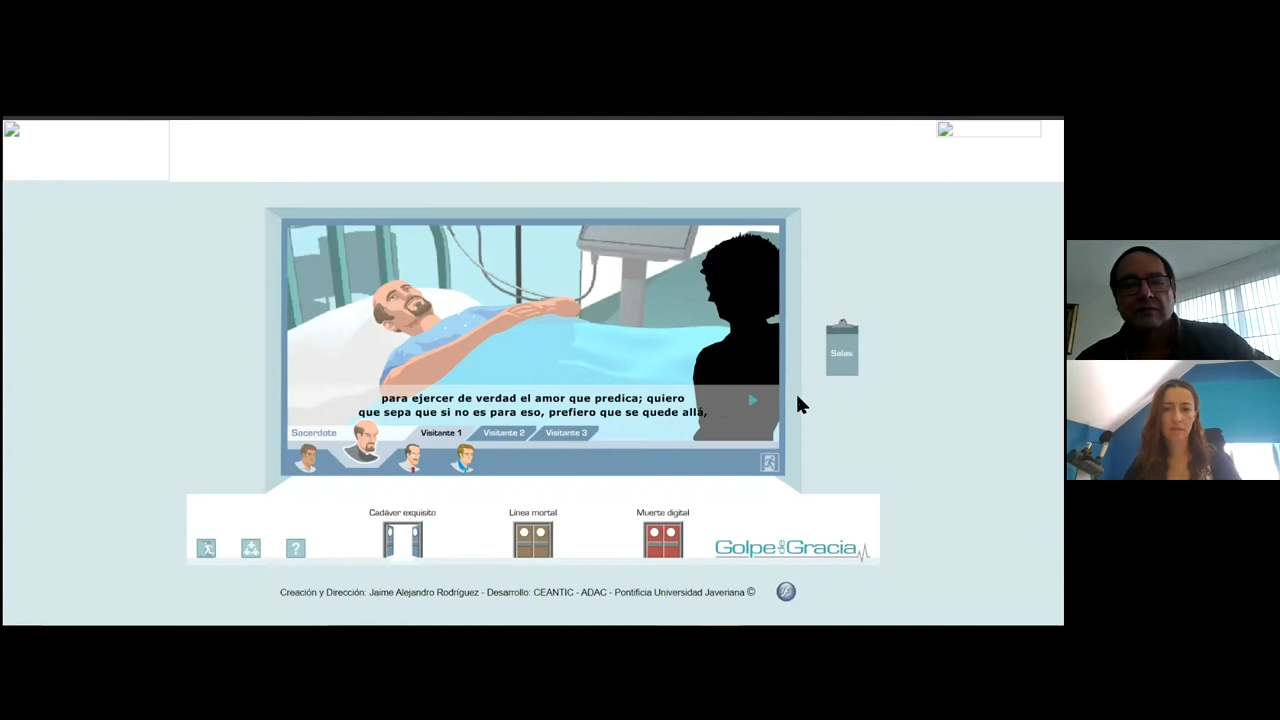 Salas
para ejercer de verdad el amor que predica; quiero
que sepa que si no es para eso, prefiero que se quede allá,
Sacerdote
Visitante 1
Visitante 2
Visitante 3
Cadáver exquisito
Línea mortal
Muerte digital
?
Golpe de Gracia
Creación y Dirección: Jaime Alejandro Rodríguez - Desarrollo: CEANTIC - ADAC - Pontificia Universidad Javeriana ©